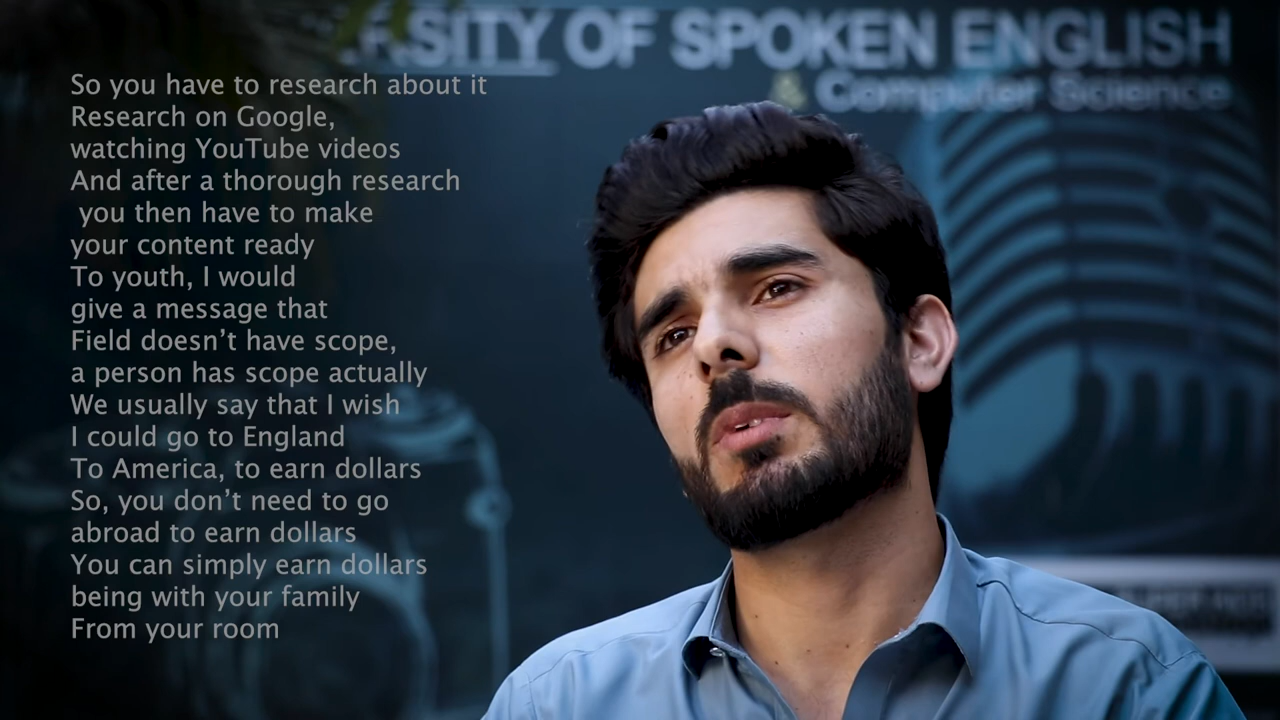 RSITY OF SPOKEN ENGLISH
& Computer Science
So you have to research about it
Research on Google,
watching YouTube videos
And after a thorough research
you then have to make
your content ready
To youth, I would
give a message that
Field doesn’t have scope,
a person has scope actually
We usually say that I wish
I could go to England
To America, to earn dollars
So, you don’t need to go
abroad to earn dollars
You can simply earn dollars
being with your family
From your room